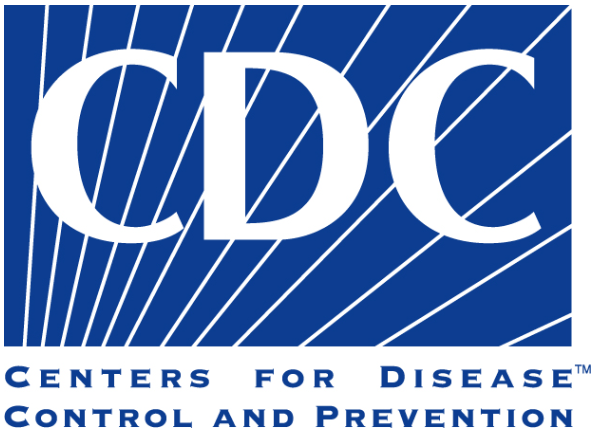 CDC
CENTERS FOR DISEASE™
CONTROL AND PREVENTION